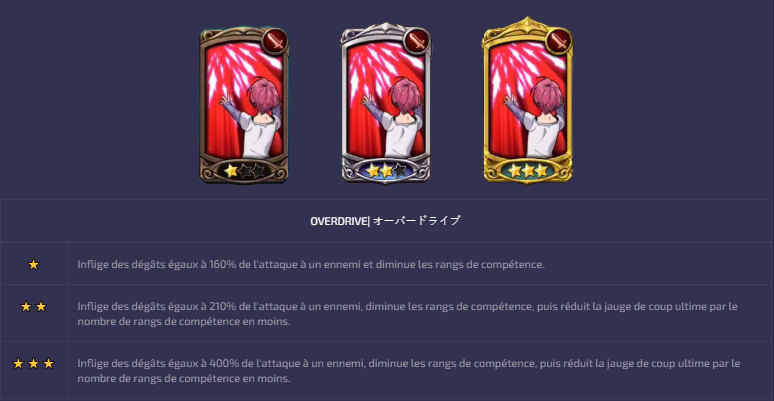 OVERDRIVE| オーバードライブ
Inflige des dégâts égaux à 160% de l'attaque à un ennemi et diminue les rangs de compétence.
Inflige des dégâts égaux à 210% de l'attaque à un ennemi, diminue les rangs de compétence, puis réduit la jauge de coup ultime par le
nombre de rangs de compétence en moins.
Inflige des dégâts égaux à 400% de l'attaque à un ennemi, diminue les rangs de compétence, puis réduit la jauge de coup ultime par le
nombre de rangs de compétence en moins.